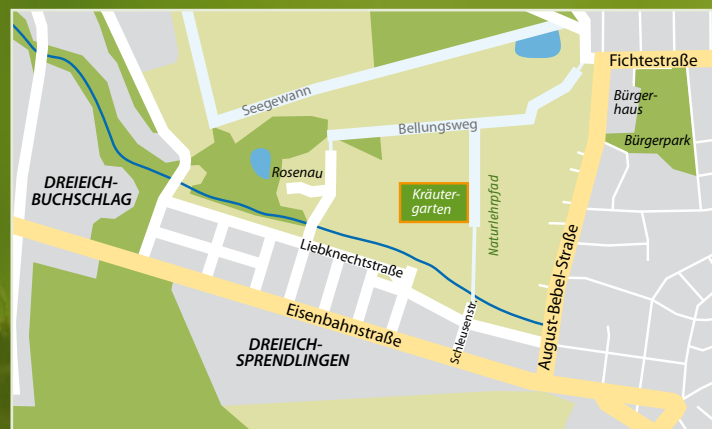 Fichtestraße
Bürger-
haus
Bürgerpark
Seegewann
Bellungsweg
Rosenau
DREIEICH-
BUCHSCHLAG
Kräuter-
garten
Naturlehrpfad
Liebknechtstraße
Eisenbahnstraße
Schleusenstr.
August-Bebel-Straße
DREIEICH-
SPRENDLINGEN